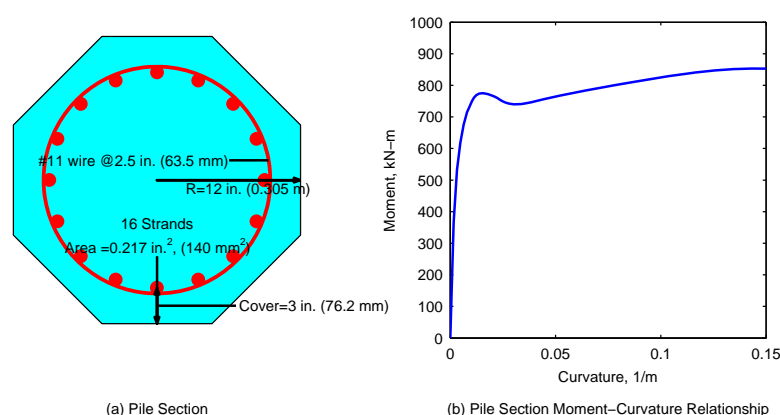 #11 wire @2.5 in. (63.5 mm)
R=12 in. (0.305 m)
16 Strands
Area =0.217 in.², (140 mm²)
Cover=3 in. (76.2 mm)
(a) Pile Section
1000
900
800
700
600
500
400
300
200
100
0
Moment, kN−m
0
0.05
0.1
0.15
Curvature, 1/m
(b) Pile Section Moment−Curvature Relationship